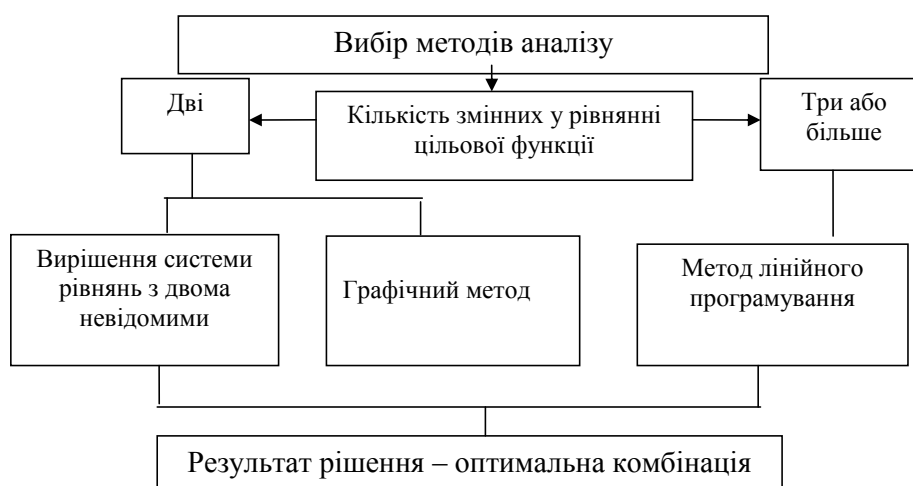 Вибір методів аналізу
Дві
Кількість змінних у рівнянні
цільової функції
Три або
більше
Вирішення системи
рівнянь з двома
невідомими
Графічний метод
Метод лінійного
програмування
Результат рішення – оптимальна комбінація